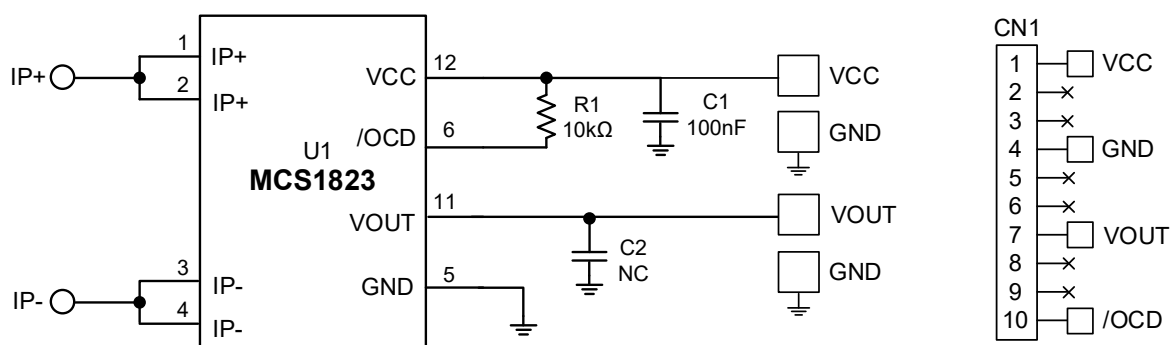 IP+
1
IP+
2
IP+
U1
MCS1823
IP-
3
IP-
4
IP-
VCC
12
/OCD
6
R1
10kΩ
C1
100nF
VOUT
11
C2
NC
GND
5
VCC
GND
VOUT
GND
CN1
1
VCC
2
3
4
GND
5
6
7
VOUT
8
9
10
/OCD